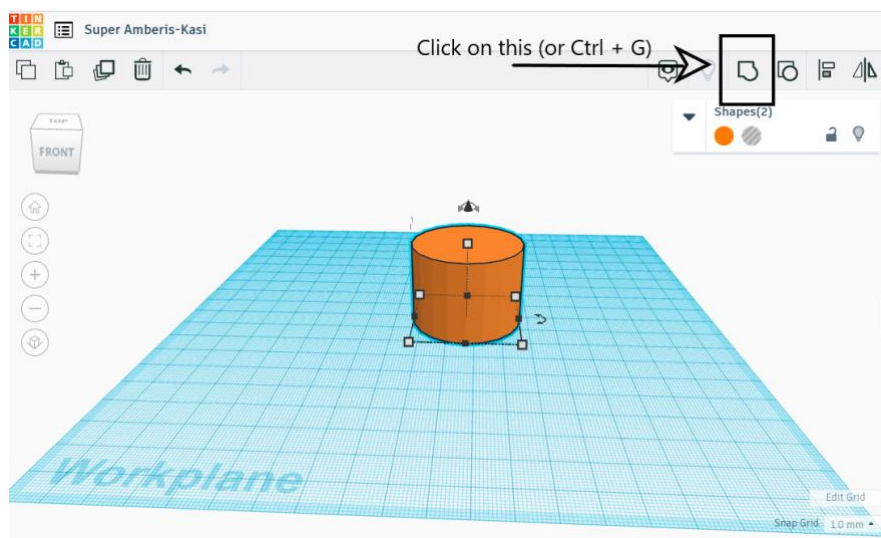 TIN
KER
CAD
Super Amberis-Kasi
Click on this (or Ctrl + G)
Shapes(2)
TOP
FRONT
Workplane
Edit Grid
Snap Grid 1.0 mm